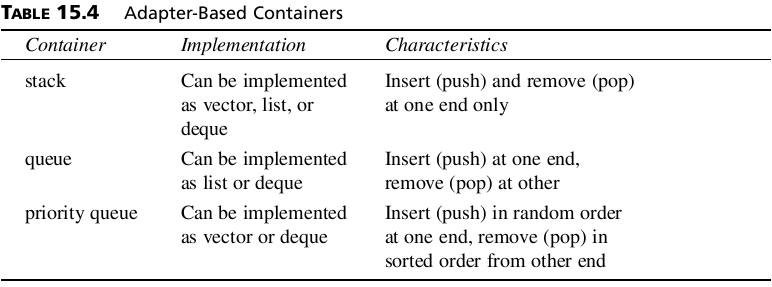 TABLE 15.4 Adapter-Based Containers
Container Implementation Characteristics
stack Can be implemented Insert (push) and remove (pop)
as vector, list, or at one end only
deque
queue Can be implemented Insert (push) at one end,
as list or deque remove (pop) at other
priority queue Can be implemented Insert (push) in random order
as vector or deque at one end, remove (pop) in
sorted order from other end